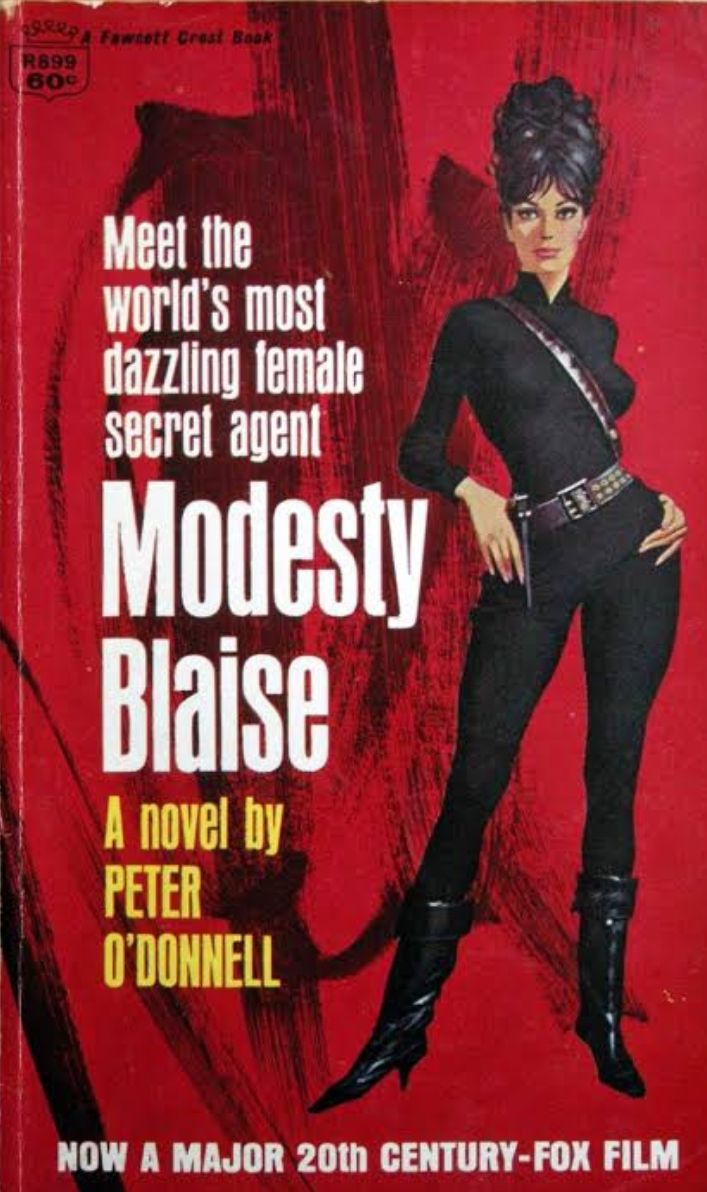 A Fawcett Crest Book
R899
60c
Meet the
world's most
dazzling female
secret agent
Modesty
Blaise
A novel by
PETER
O'DONNELL
NOW A MAJOR 20th CENTURY-FOX FILM